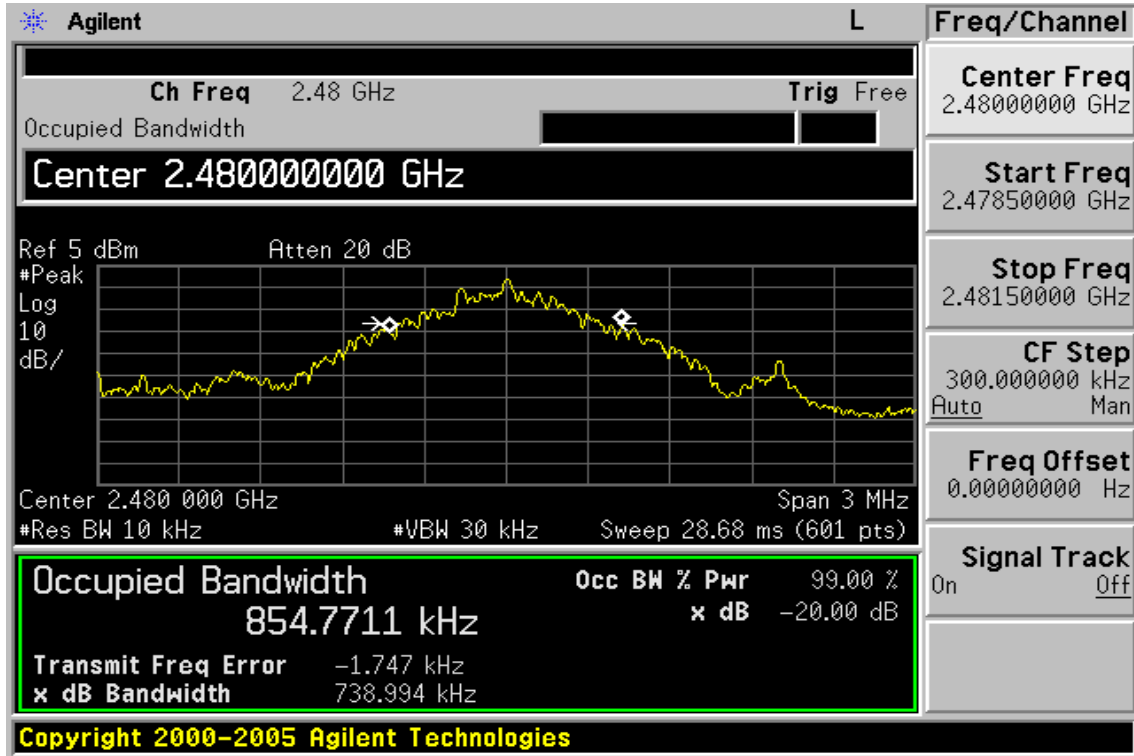 Agilent L Freq/Channel
Ch Freq 2.48 GHz Trig Free
Occupied Bandwidth
Center 2.480000000 GHz
Ref 5 dBm Atten 20 dB
#Peak
Log
10
dB/
Center 2.480 000 GHz Span 3 MHz
#Res BW 10 kHz #VBW 30 kHz Sweep 28.68 ms (601 pts)
Occupied Bandwidth
854.7711 kHz
Occ BW % Pwr 99.00 %
x dB -20.00 dB
Transmit Freq Error -1.747 kHz
x dB Bandwidth 738.994 kHz
Center Freq
2.48000000 GHz
Start Freq
2.47850000 GHz
Stop Freq
2.48150000 GHz
CF Step
300.000000 kHz
Auto Man
Freq Offset
0.00000000 Hz
Signal Track
On Off
Copyright 2000-2005 Agilent Technologies